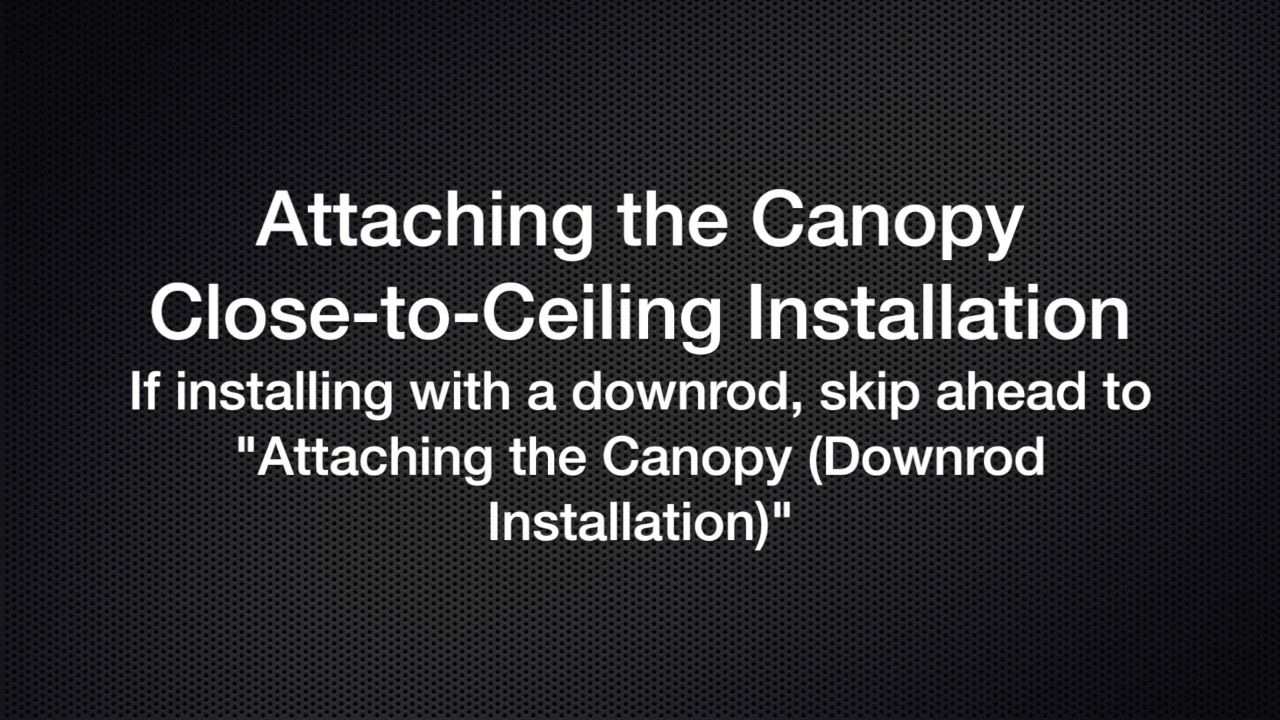 Attaching the Canopy
Close-to-Ceiling Installation
If installing with a downrod, skip ahead to
"Attaching the Canopy (Downrod
Installation)"